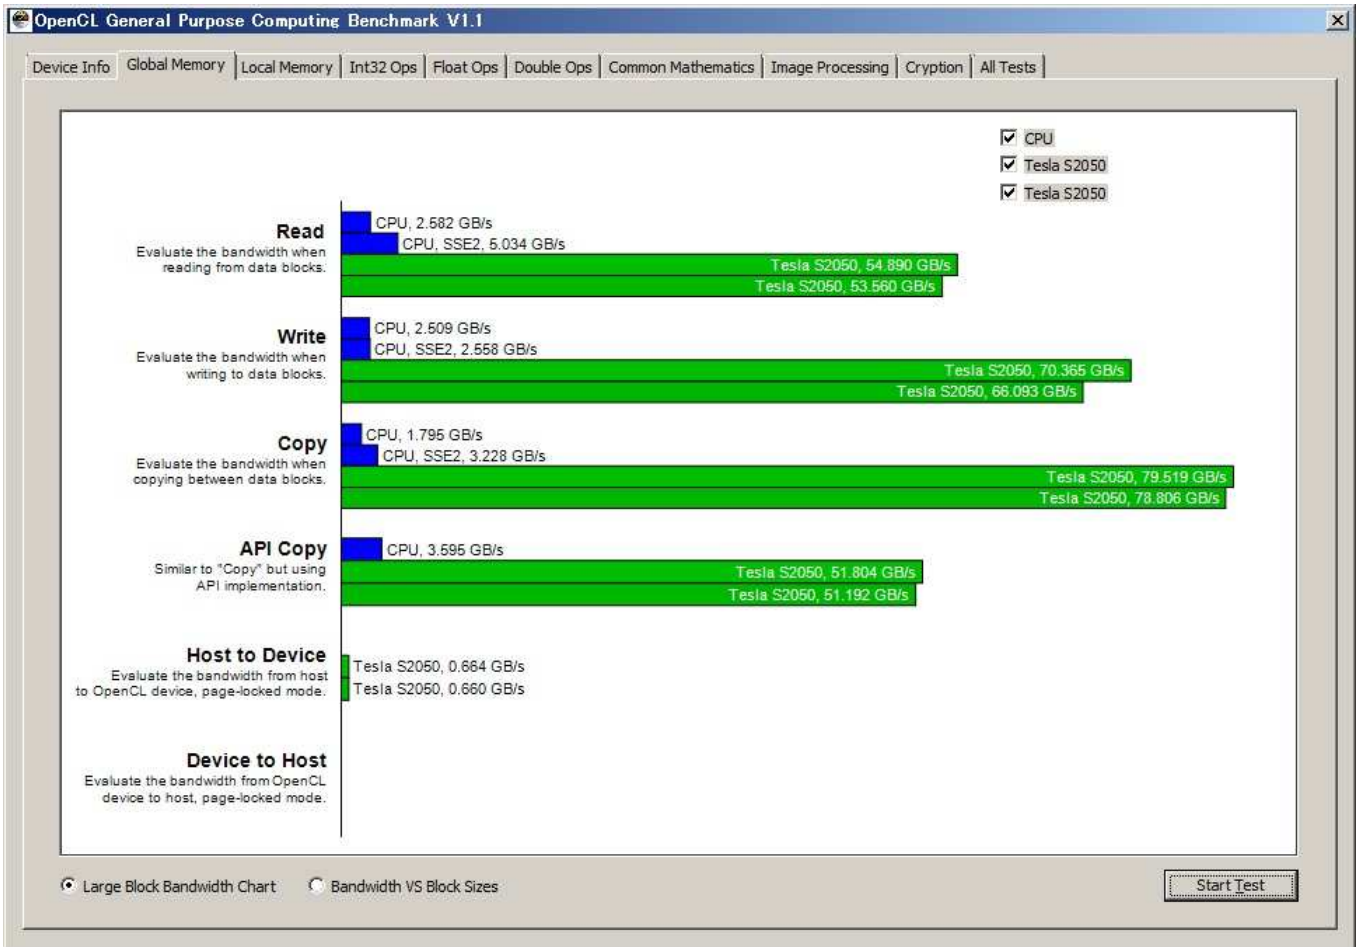 OpenCL General Purpose Computing Benchmark V1.1
Device Info Global Memory Local Memory Int32 Ops Float Ops Double Ops Common Mathematics Image Processing Cryption All Tests
CPU
Tesla S2050
Tesla S2050
Read
Evaluate the bandwidth when
reading from data blocks.
CPU, 2.582 GB/s
CPU, SSE2, 5.034 GB/s
Tesla S2050, 54.890 GB/s
Tesla S2050, 53.560 GB/s
Write
Evaluate the bandwidth when
writing to data blocks.
CPU, 2.509 GB/s
CPU, SSE2, 2.558 GB/s
Tesla S2050, 70.365 GB/s
Tesla S2050, 66.093 GB/s
Copy
Evaluate the bandwidth when
copying between data blocks.
CPU, 1.795 GB/s
CPU, SSE2, 3.228 GB/s
Tesla S2050, 79.519 GB/s
Tesla S2050, 78.806 GB/s
API Copy
Similar to "Copy" but using
API implementation.
CPU, 3.595 GB/s
Tesla S2050, 51.804 GB/s
Tesla S2050, 51.192 GB/s
Host to Device
Evaluate the bandwidth from host
to OpenCL device, page-locked mode.
Tesla S2050, 0.664 GB/s
Tesla S2050, 0.660 GB/s
Device to Host
Evaluate the bandwidth from OpenCL
device to host, page-locked mode.
Large Block Bandwidth Chart Bandwidth VS Block Sizes Start Test